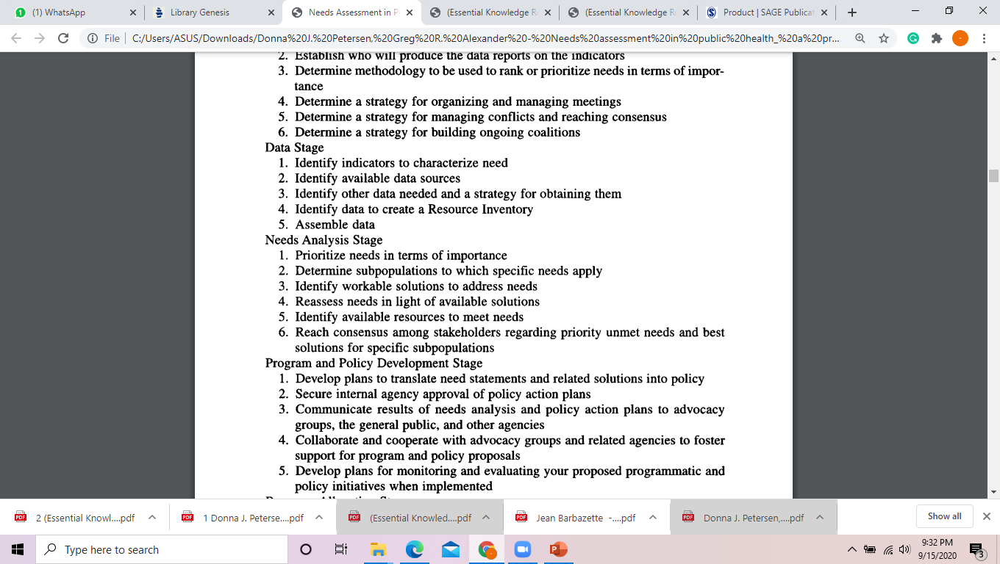 (1) WhatsApp
Library Genesis
Needs Assessment in P
(Essential Knowledge R
(Essential Knowledge R
Product | SAGE Publicat
File | C:/Users/ASUS/Downloads/Donna%20J.%20Petersen,%20Greg%20R.%20Alexander%20-%20Needs%20assessment%20in%20public%20health_%20a%20pr...
2. Establish who will produce the data reports on the indicators
3. Determine methodology to be used to rank or prioritize needs in terms of impor-
tance
4. Determine a strategy for organizing and managing meetings
5. Determine a strategy for managing conflicts and reaching consensus
6. Determine a strategy for building ongoing coalitions
Data Stage
1. Identify indicators to characterize need
2. Identify available data sources
3. Identify other data needed and a strategy for obtaining them
4. Identify data to create a Resource Inventory
5. Assemble data
Needs Analysis Stage
1. Prioritize needs in terms of importance
2. Determine subpopulations to which specific needs apply
3. Identify workable solutions to address needs
4. Reassess needs in light of available solutions
5. Identify available resources to meet needs
6. Reach consensus among stakeholders regarding priority unmet needs and best
solutions for specific subpopulations
Program and Policy Development Stage
1. Develop plans to translate need statements and related solutions into policy
2. Secure internal agency approval of policy action plans
3. Communicate results of needs analysis and policy action plans to advocacy
groups, the general public, and other agencies
4. Collaborate and cooperate with advocacy groups and related agencies to foster
support for program and policy proposals
5. Develop plans for monitoring and evaluating your proposed programmatic and
policy initiatives when implemented
2 (Essential Knowl....pdf
1 Donna J. Peterse....pdf
(Essential Knowled....pdf
Jean Barbazette -....pdf
Donna J. Petersen,....pdf
Show all
Type here to search
9:32 PM
9/15/2020
3